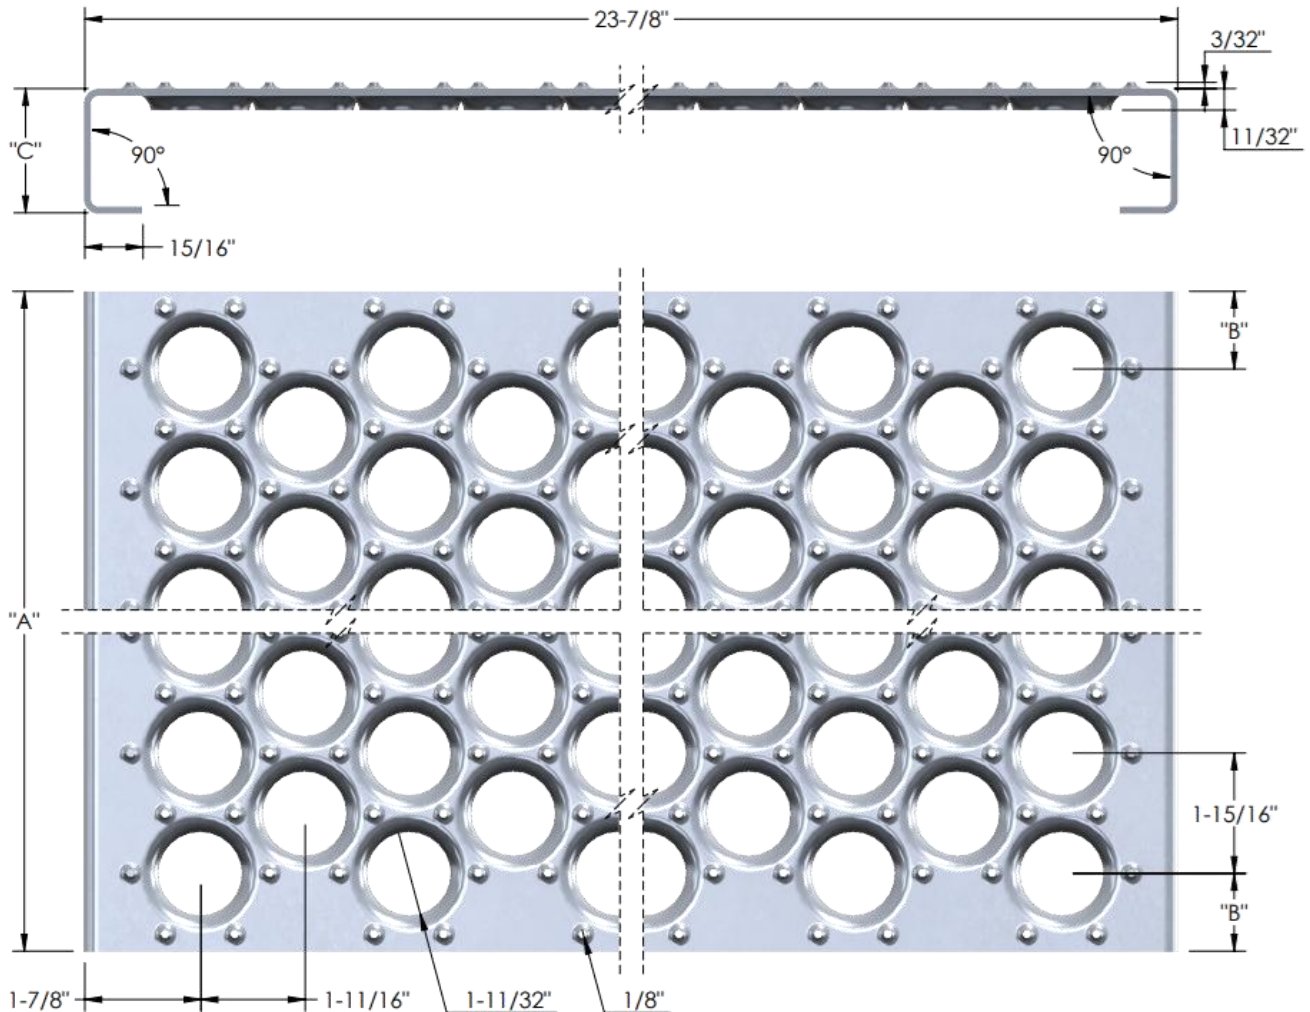 23-7/8"
3/32"
"C"
90°
90°
11/32"
15/16"
"B"
"A"
1-15/16"
"B"
1-7/8"
1-11/16"
1-11/32"
1/8"